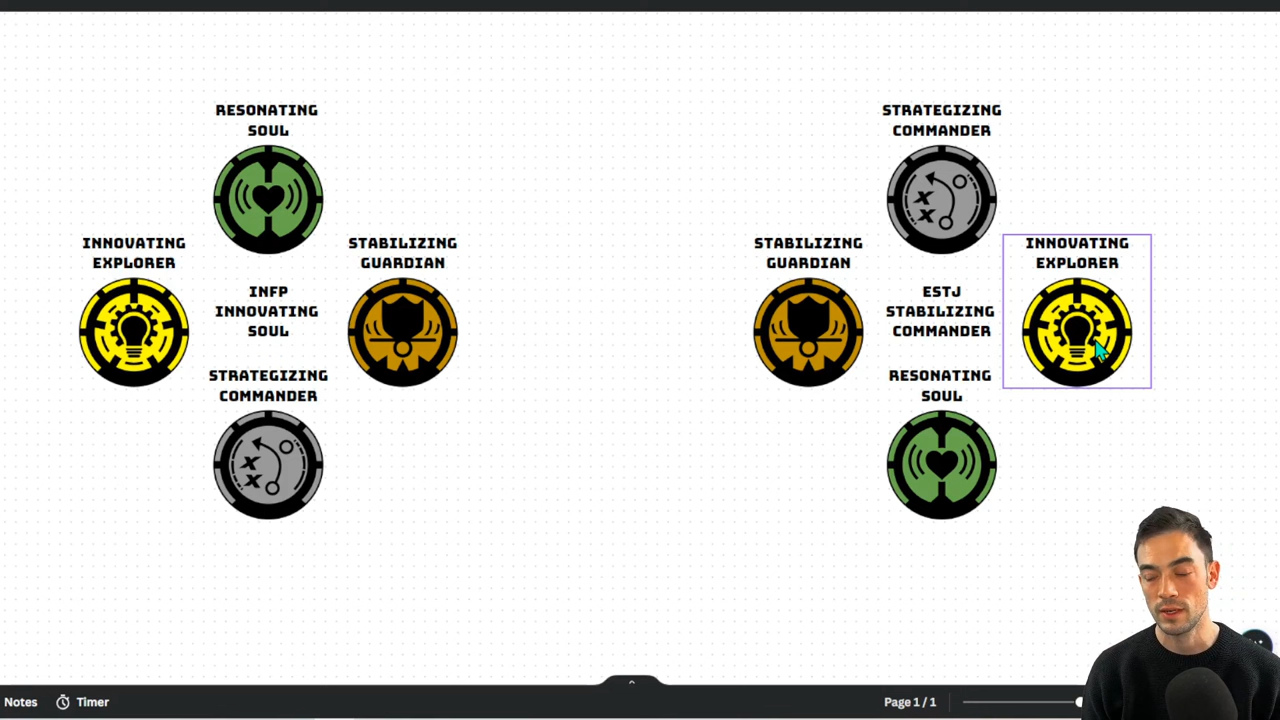 RESONATING
SOUL
INNOVATING
EXPLORER
STABILIZING
GUARDIAN
INFP
INNOVATING
SOUL
STRATEGIZING
COMMANDER
X
X
STRATEGIZING
COMMANDER
X
X
STABILIZING
GUARDIAN
INNOVATING
EXPLORER
ESTJ
STABILIZING
COMMANDER
RESONATING
SOUL
Notes
Timer
Page 1 / 1